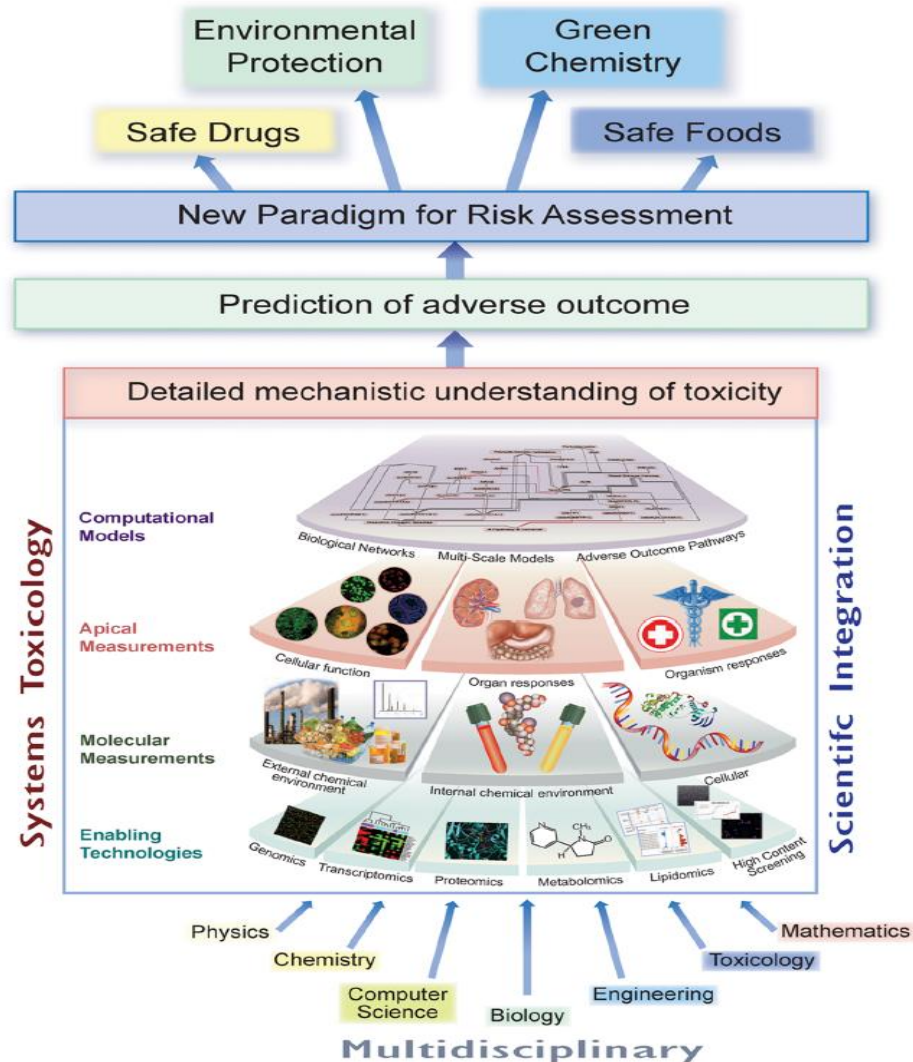 Environmental
Protection
Green
Chemistry
Safe Drugs
Safe Foods
New Paradigm for Risk Assessment
Prediction of adverse outcome
Detailed mechanistic understanding of toxicity
Systems Toxicology
Scientifc Integration
Computational
Models
Biological Networks
Multi-Scale Models
Adverse Outcome Pathways
Apical
Measurements
Cellular function
Organ responses
Organism responses
Molecular
Measurements
External chemical
environment
Internal chemical environment
Cellular
Enabling
Technologies
Genomics
Transcriptomics
Proteomics
CH3
N
N
O
H
Metabolomics
Lipidomics
High Content
Screening
Physics
Chemistry
Computer
Science
Biology
Engineering
Toxicology
Mathematics
Multidisciplinary